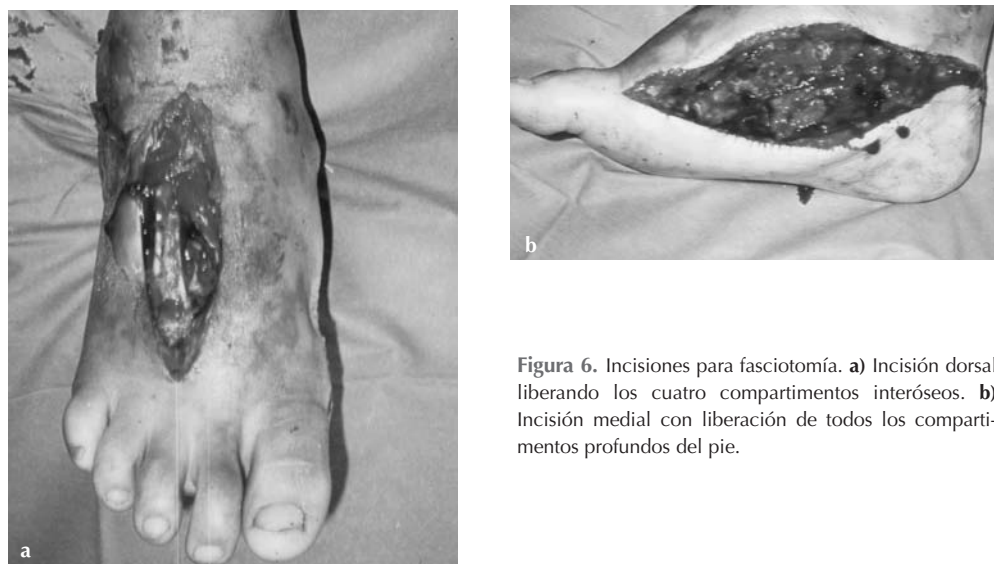 a
b
Figura 6. Incisiones para fasciotomía. a) Incisión dorsal
liberando los cuatro compartimentos interóseos. b)
Incisión medial con liberación de todos los comparti-
mentos profundos del pie.